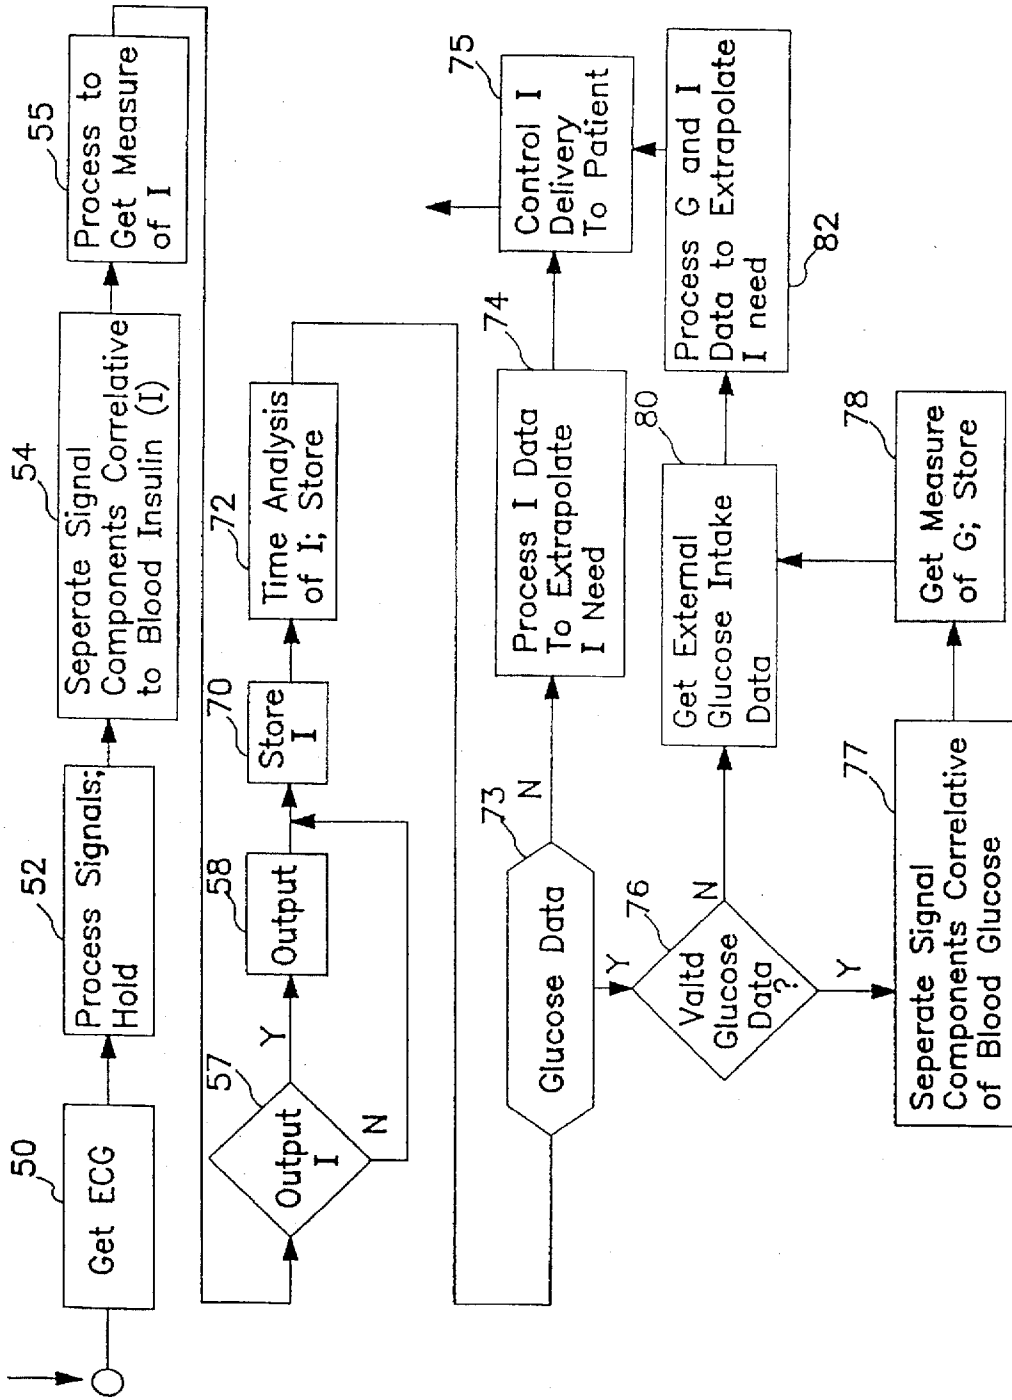 50
Get ECG
52
Process Signals;
Hold
54
Seperate Signal
Components Correlative
to Blood Insulin (I)
55
Process to
Get Measure
of I
57
Output
I
Y
N
58
Output
70
Store
I
72
Time Analysis
of I; Store
73
Glucose Data
N
Y
74
Process I Data
To Extrapolate
I Need
75
Control I
Delivery
To Patient
76
Valtd
Glucose
Data?
N
Y
77
Seperate Signal
Components Correlative
of Blood Glucose
78
Get Measure
of G; Store
80
Get External
Glucose Intake
Data
82
Process G and I
Data to Extrapolate
I need